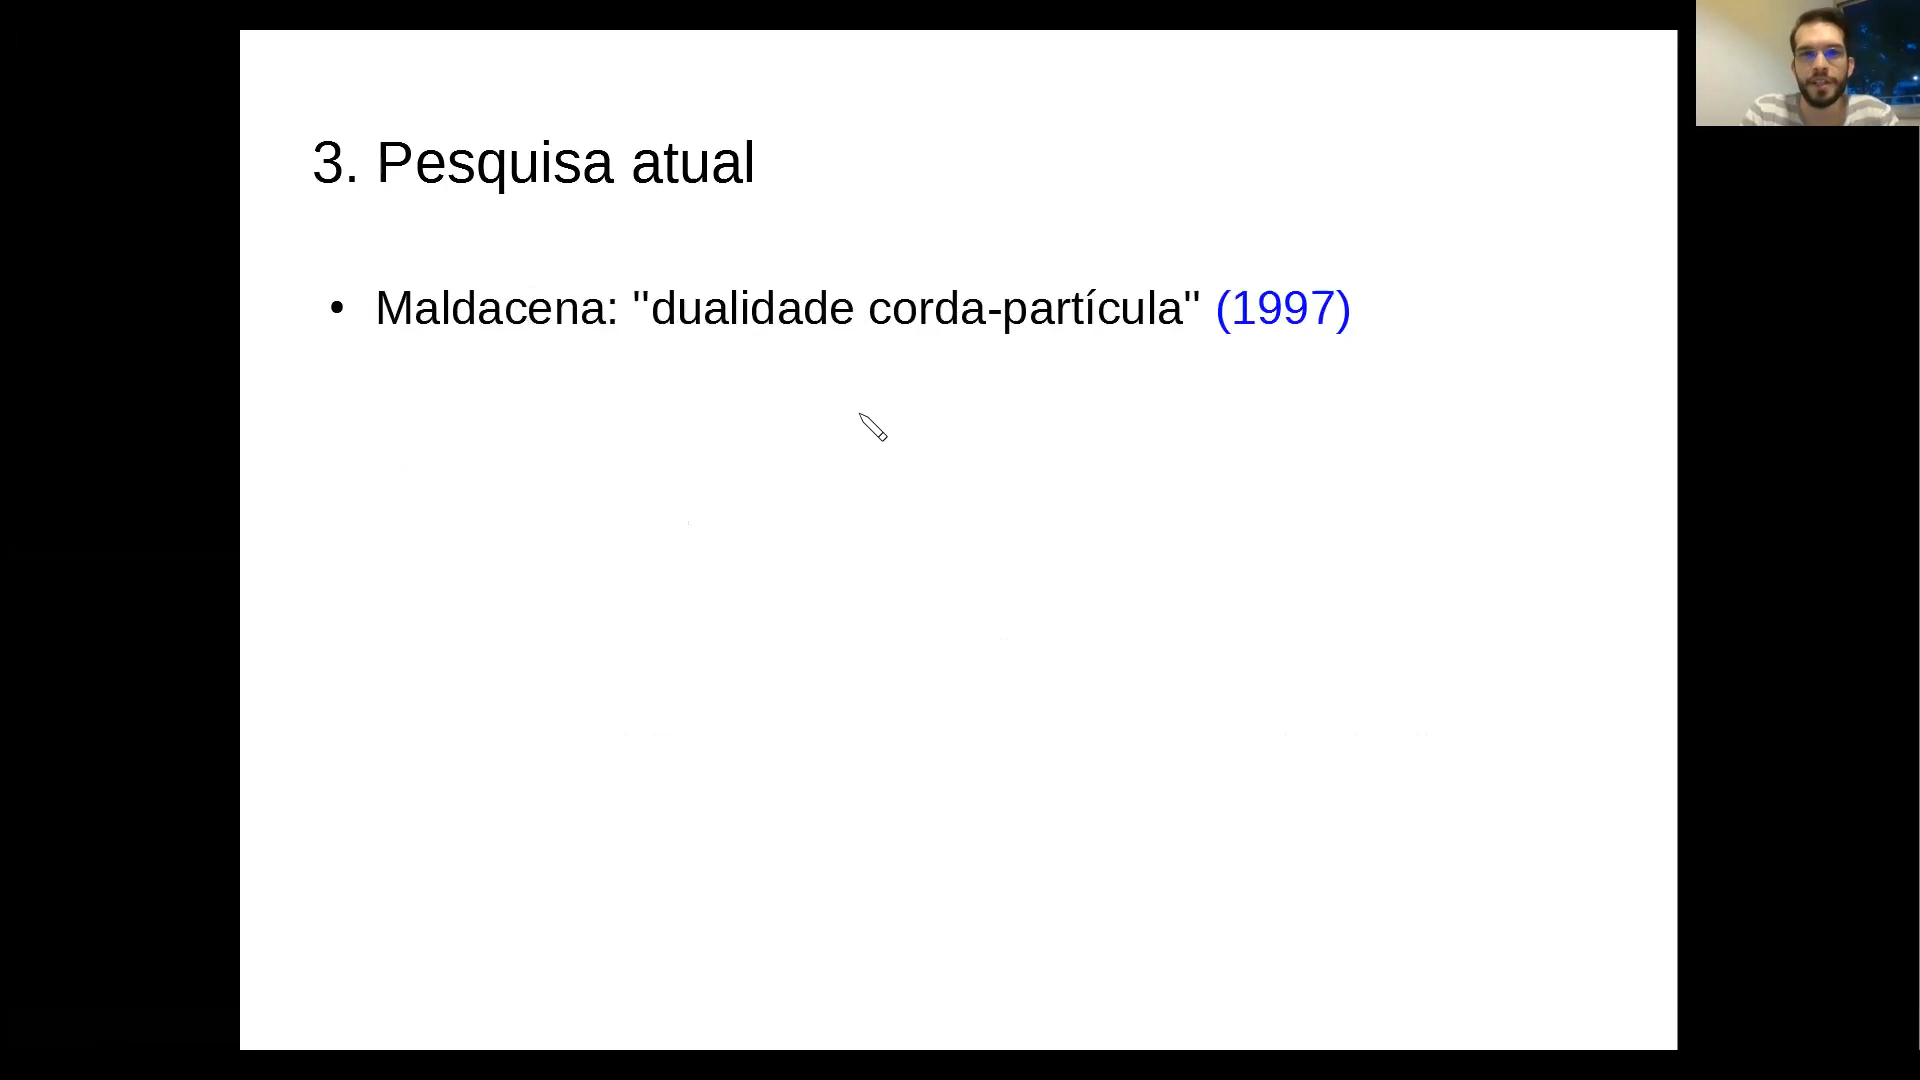 3. Pesquisa atual
• Maldacena: "dualidade corda-partícula" (1997)